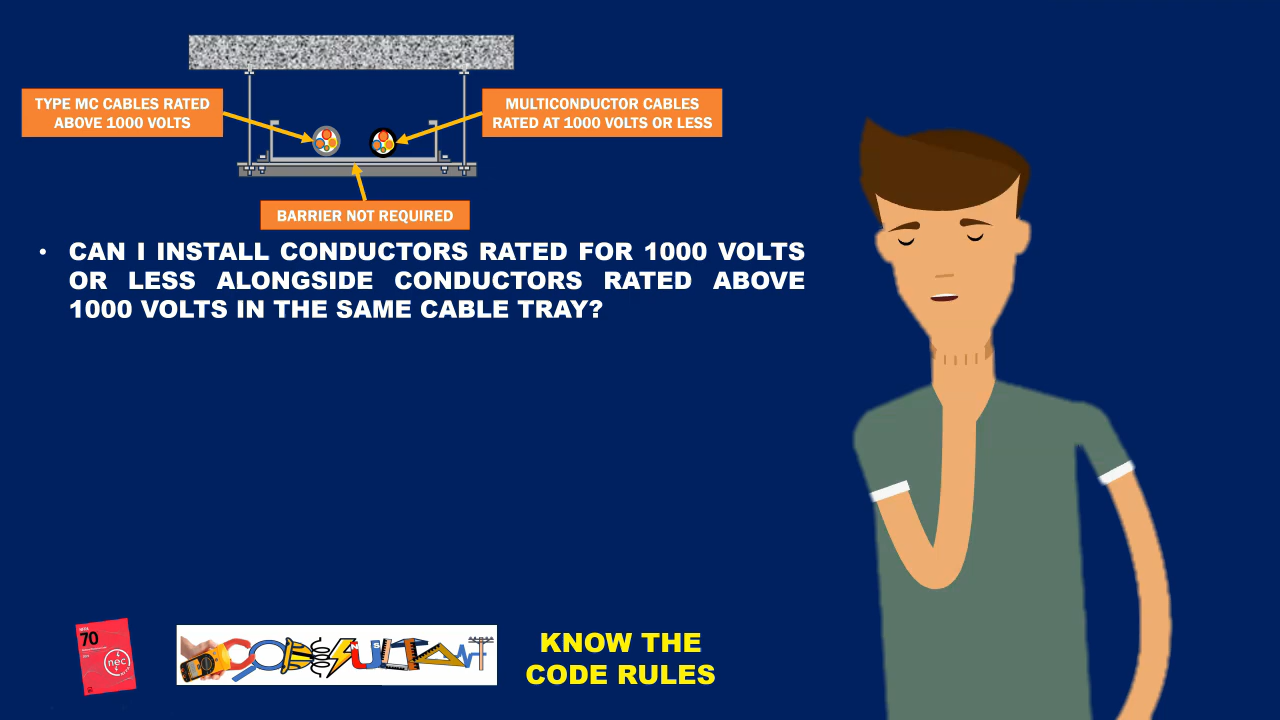 TYPE MC CABLES RATED
ABOVE 1000 VOLTS
MULTICONDUCTOR CABLES
RATED AT 1000 VOLTS OR LESS
BARRIER NOT REQUIRED
• CAN I INSTALL CONDUCTORS RATED FOR 1000 VOLTS
OR LESS ALONGSIDE CONDUCTORS RATED ABOVE
1000 VOLTS IN THE SAME CABLE TRAY?
70
nec
CODESULTANT
KNOW THE
CODE RULES